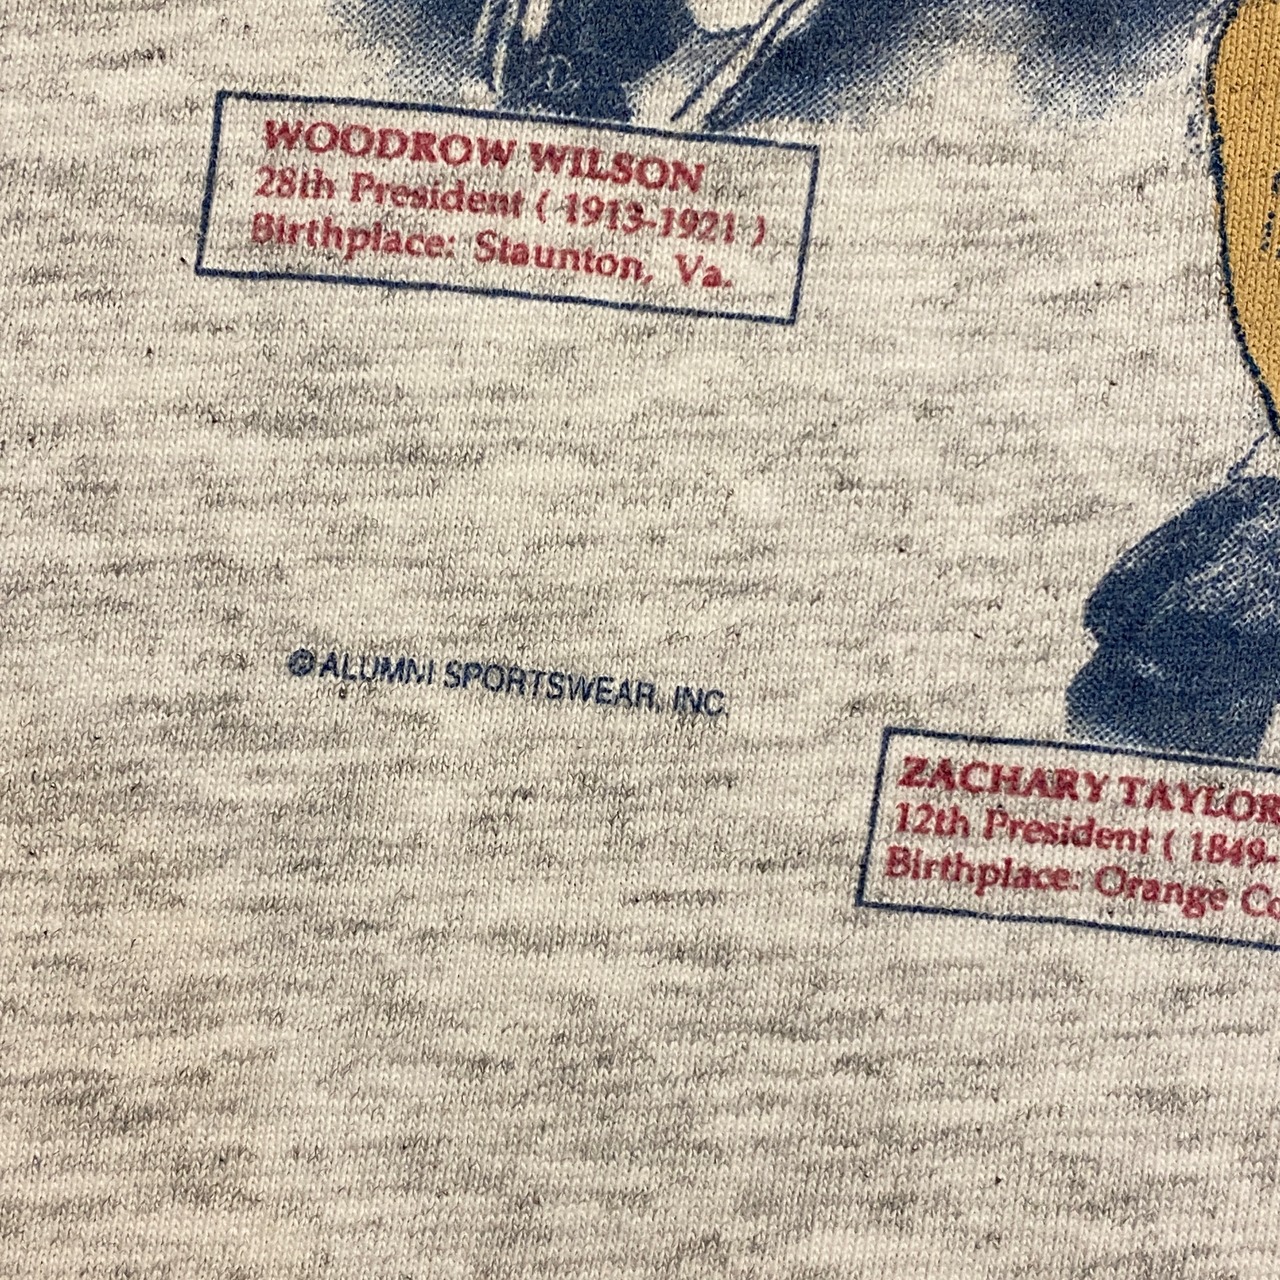 WOODROW WILSON
28th President ( 1913-1921 )
Birthplace: Staunton, Va.
© ALUMNI SPORTSWEAR, INC.
ZACHARY TAYLOR
12th President ( 1849-
Birthplace: Orange Co